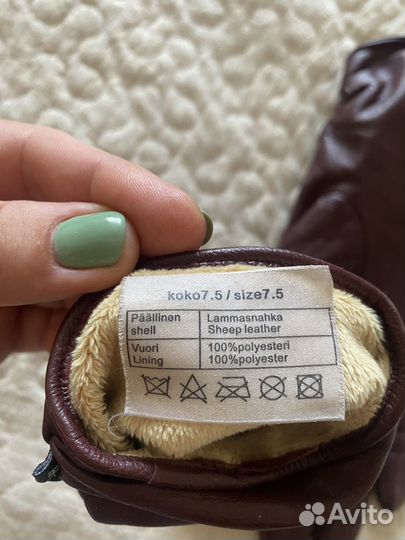 koko7.5 / size7.5
Päällinen Lammasnahka
shell Sheep leather
Vuori 100%polyesteri
Lining 100%polyester
Avito